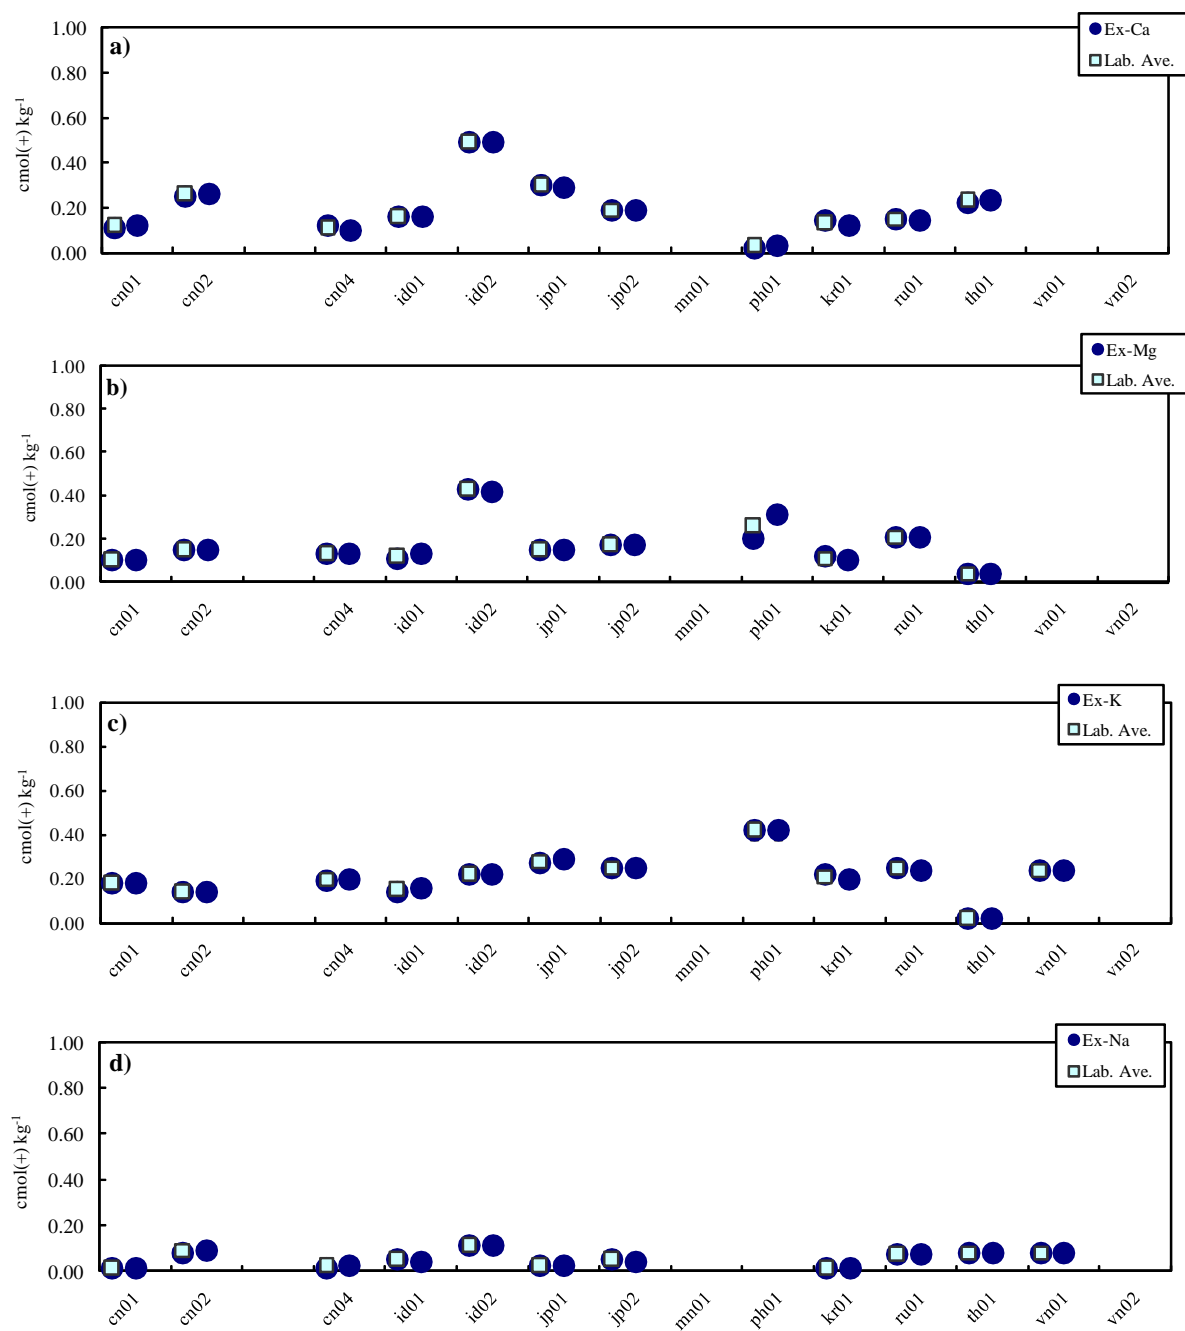 a)
Ex-Ca
Lab. Ave.
cmol(+) kg-1
1.00
0.80
0.60
0.40
0.20
0.00
cn01 cn02 cn04 id01 id02 jp01 jp02 mn01 ph01 kr01 ru01 th01 vn01 vn02
b)
Ex-Mg
Lab. Ave.
cmol(+) kg-1
1.00
0.80
0.60
0.40
0.20
0.00
cn01 cn02 cn04 id01 id02 jp01 jp02 mn01 ph01 kr01 ru01 th01 vn01 vn02
c)
Ex-K
Lab. Ave.
cmol(+) kg-1
1.00
0.80
0.60
0.40
0.20
0.00
cn01 cn02 cn04 id01 id02 jp01 jp02 mn01 ph01 kr01 ru01 th01 vn01 vn02
d)
Ex-Na
Lab. Ave.
cmol(+) kg-1
1.00
0.80
0.60
0.40
0.20
0.00
cn01 cn02 cn04 id01 id02 jp01 jp02 mn01 ph01 kr01 ru01 th01 vn01 vn02